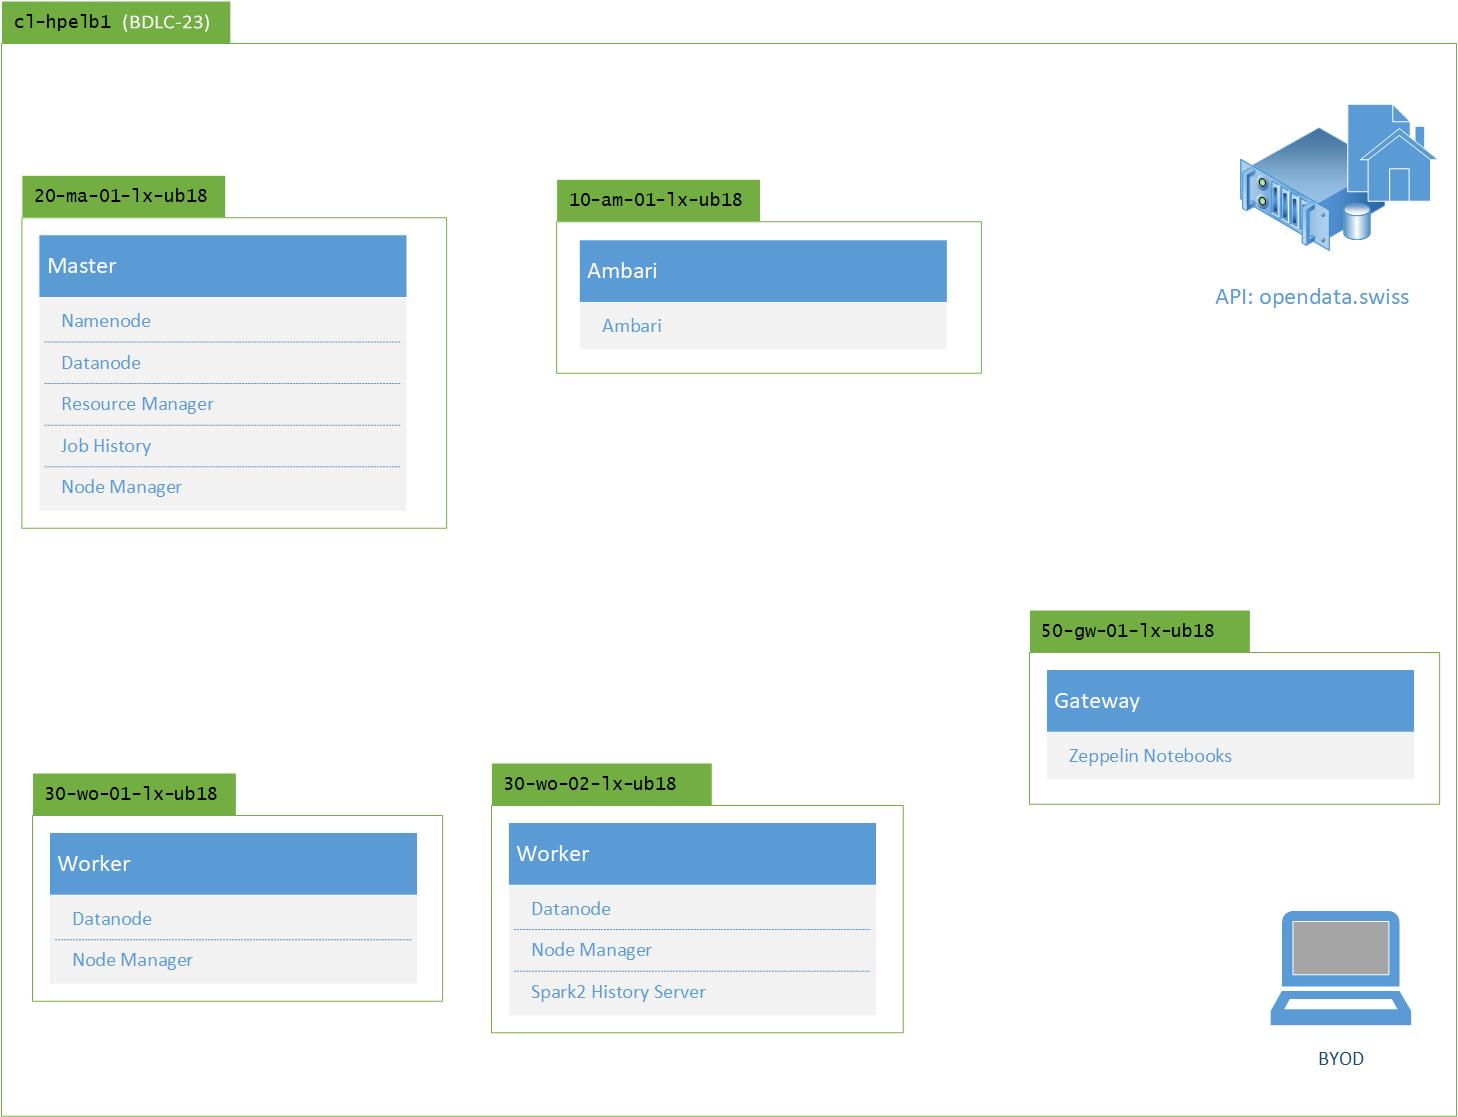 cl-hpelb1 (BDLC-23)
20-ma-01-lx-ub18
Master
Namenode
Datanode
Resource Manager
Job History
Node Manager
10-am-01-lx-ub18
Ambari
Ambari
API: opendata.swiss
50-gw-01-lx-ub18
Gateway
Zeppelin Notebooks
30-wo-01-lx-ub18
Worker
Datanode
Node Manager
30-wo-02-lx-ub18
Worker
Datanode
Node Manager
Spark2 History Server
BYOD